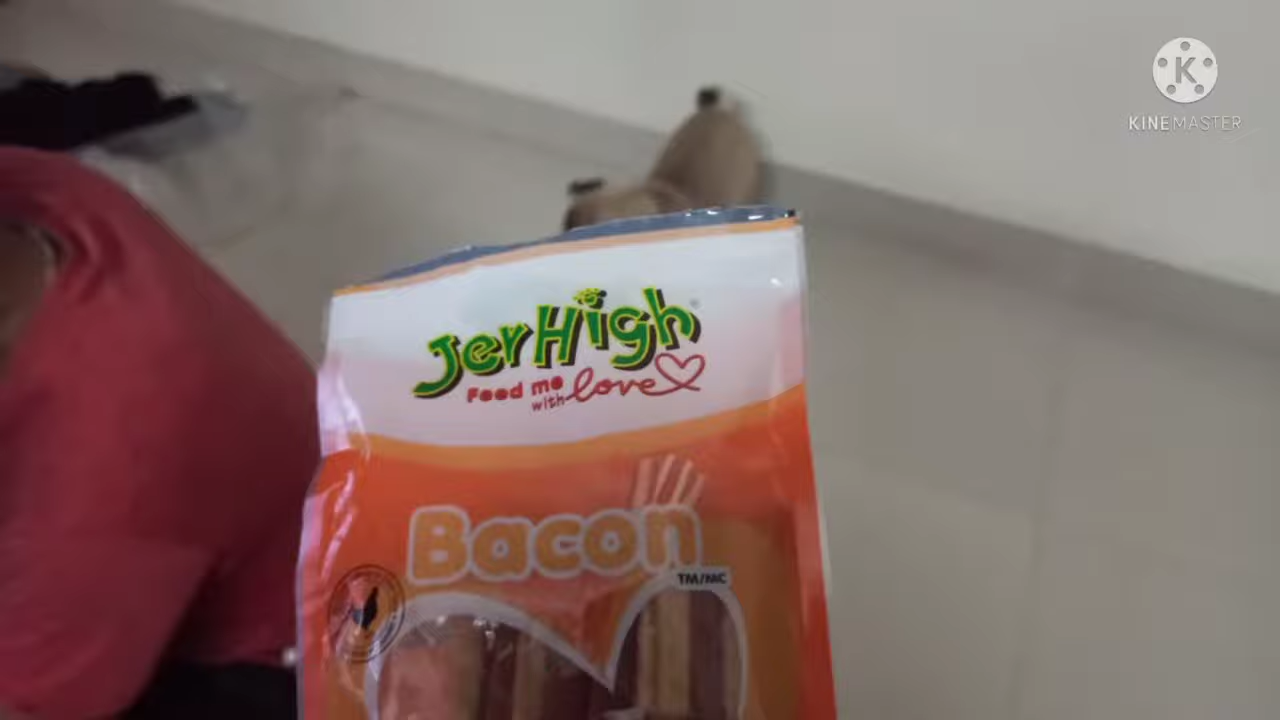 KINEMASTER
JerHigh
Feed me
with love
Bacon
TM/MC